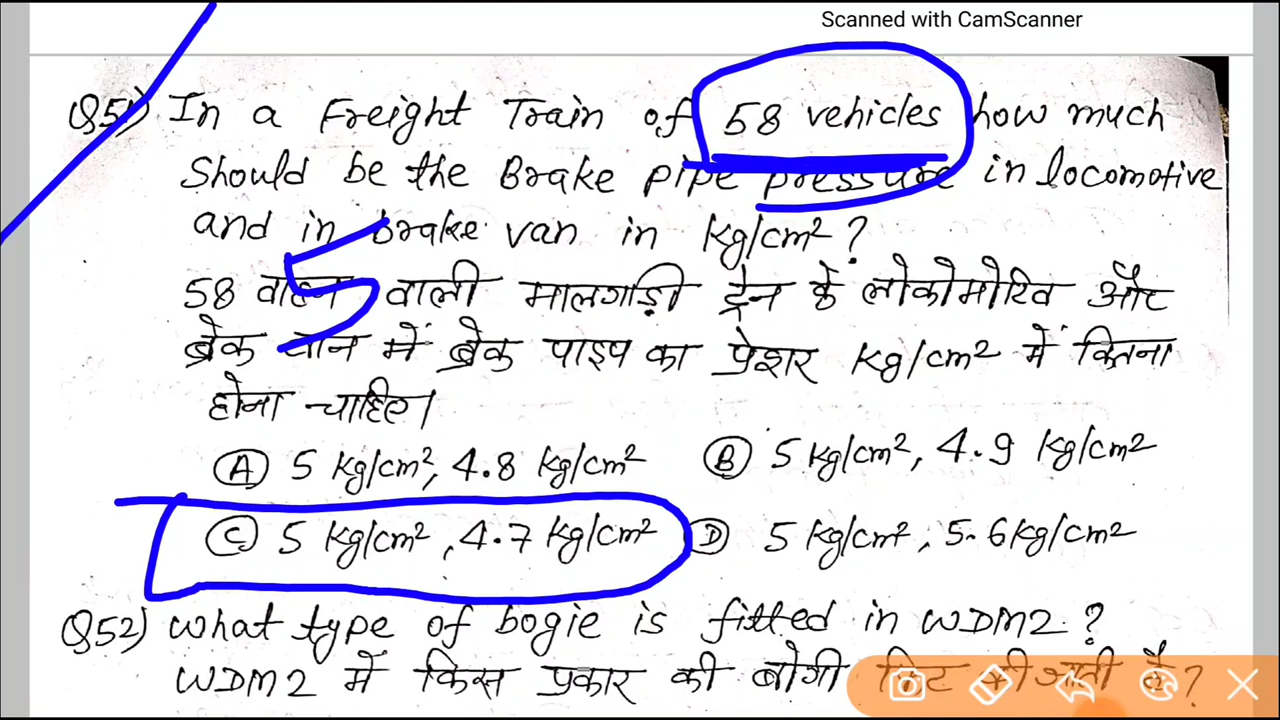 Scanned with CamScanner
Q51) In a Freight Train of 58 vehicles how much
Should be the Brake pipe pressure in locomotive
and in brake van in Kg/cm²?
58 वाहन वाली मालगाड़ी ट्रेन के लोकोमोटिव और
ब्रेक यान में ब्रेक पाइप का प्रेशर Kg/cm² में कितना
होना चाहिए।
(A) 5 Kg/cm², 4.8 Kg/cm² (B) 5 Kg/cm², 4.9 Kg/cm²
(C) 5 Kg/cm², 4.7 Kg/cm² (D) 5 Kg/cm², 5.6 Kg/cm²
Q52) What type of bogie is fitted in WDM2?
WDM2 में किस प्रकार की बोगी फिट की जाती है?